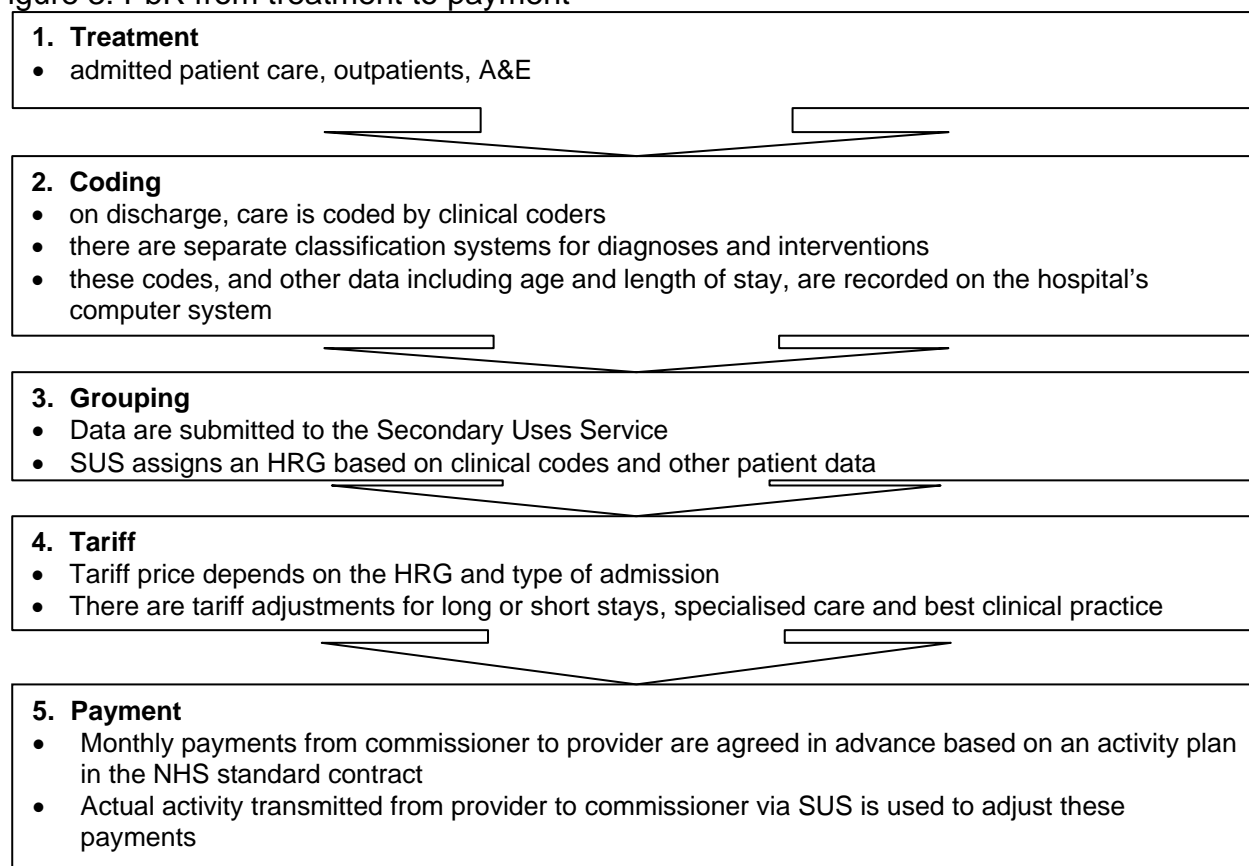 PbR from treatment to payment
1. Treatment
• admitted patient care, outpatients, A&E
2. Coding
• on discharge, care is coded by clinical coders
• there are separate classification systems for diagnoses and interventions
• these codes, and other data including age and length of stay, are recorded on the hospital's
computer system
3. Grouping
• Data are submitted to the Secondary Uses Service
• SUS assigns an HRG based on clinical codes and other patient data
4. Tariff
• Tariff price depends on the HRG and type of admission
• There are tariff adjustments for long or short stays, specialised care and best clinical practice
5. Payment
• Monthly payments from commissioner to provider are agreed in advance based on an activity plan
in the NHS standard contract
• Actual activity transmitted from provider to commissioner via SUS is used to adjust these
payments